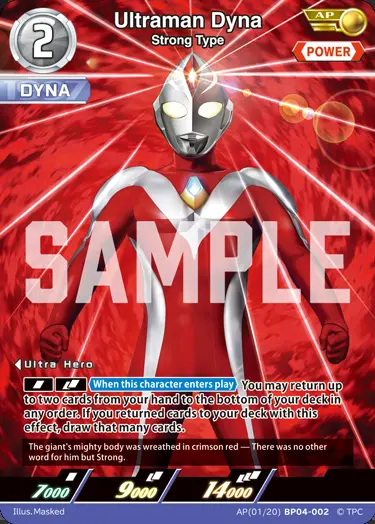 Ultraman Dyna
Strong Type
2
AP
POWER
DYNA
SAMPLE
Ultra Hero
When this character enters play You may return up
to two cards from your hand to the bottom of your deck in
any order. If you returned cards to your deck with this
effect, draw that many cards.
The giant's mighty body was wreathed in crimson red — There was no other
word for him but Strong.
7000 9000 14000
Illus. Masked AP(01/20) BP04-002 © TPC